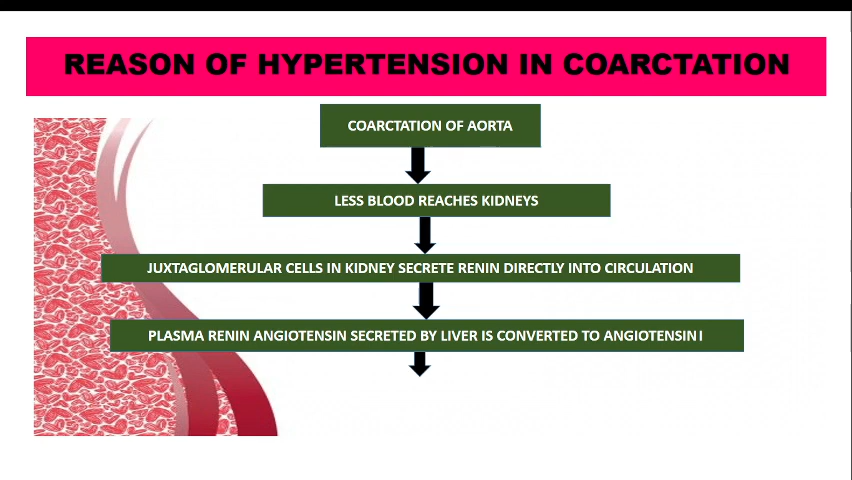 REASON OF HYPERTENSION IN COARCTATION
COARCTATION OF AORTA
LESS BLOOD REACHES KIDNEYS
JUXTAGLOMERULAR CELLS IN KIDNEY SECRETE RENIN DIRECTLY INTO CIRCULATION
PLASMA RENIN ANGIOTENSIN SECRETED BY LIVER IS CONVERTED TO ANGIOTENSIN I